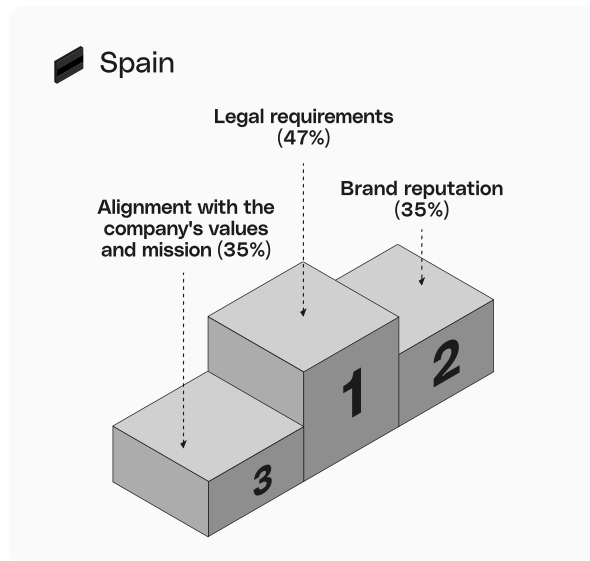 Spain
Legal requirements
(47%)
Brand reputation
(35%)
Alignment with the
company's values
and mission (35%)
1
2
3